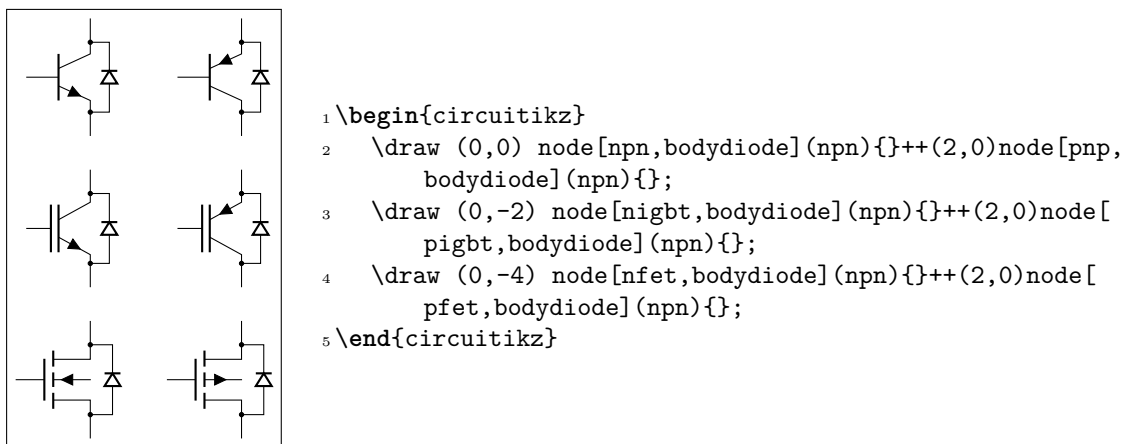 1 \begin{circuitikz}
2 \draw (0,0) node[npn,bodydiode](npn){}++(2,0)node[pnp,
bodydiode](npn){};
3 \draw (0,-2) node[nigbt,bodydiode](npn){}++(2,0)node[
pigbt,bodydiode](npn){};
4 \draw (0,-4) node[nfet,bodydiode](npn){}++(2,0)node[
pfet,bodydiode](npn){};
5 \end{circuitikz}